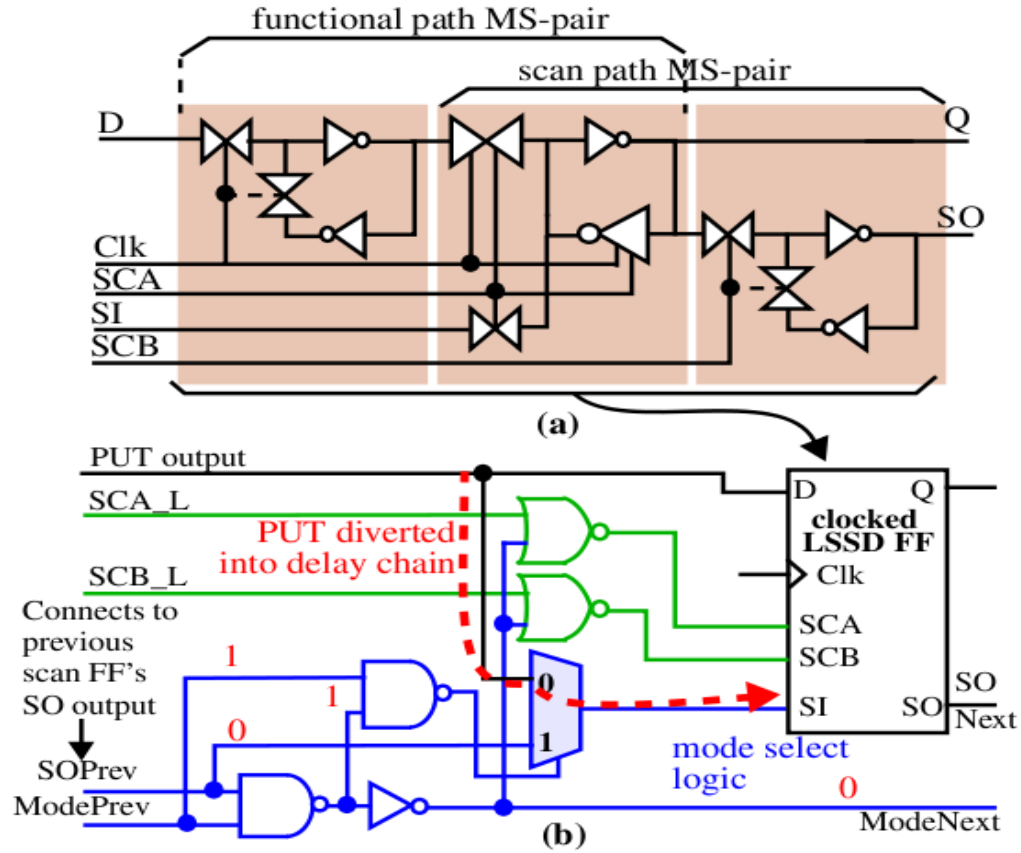 functional path MS-pair
scan path MS-pair
D
Q
SO
Clk
SCA
SI
SCB
(a)
PUT output
SCA_L
PUT diverted
into delay chain
SCB_L
Connects to
previous
scan FF's
SO output
SOPrev
ModePrev
1
1
0
0
1
D
Q
clocked
LSSD FF
Clk
SCA
SCB
SI
SO
SO
Next
mode select
logic
0
ModeNext
(b)